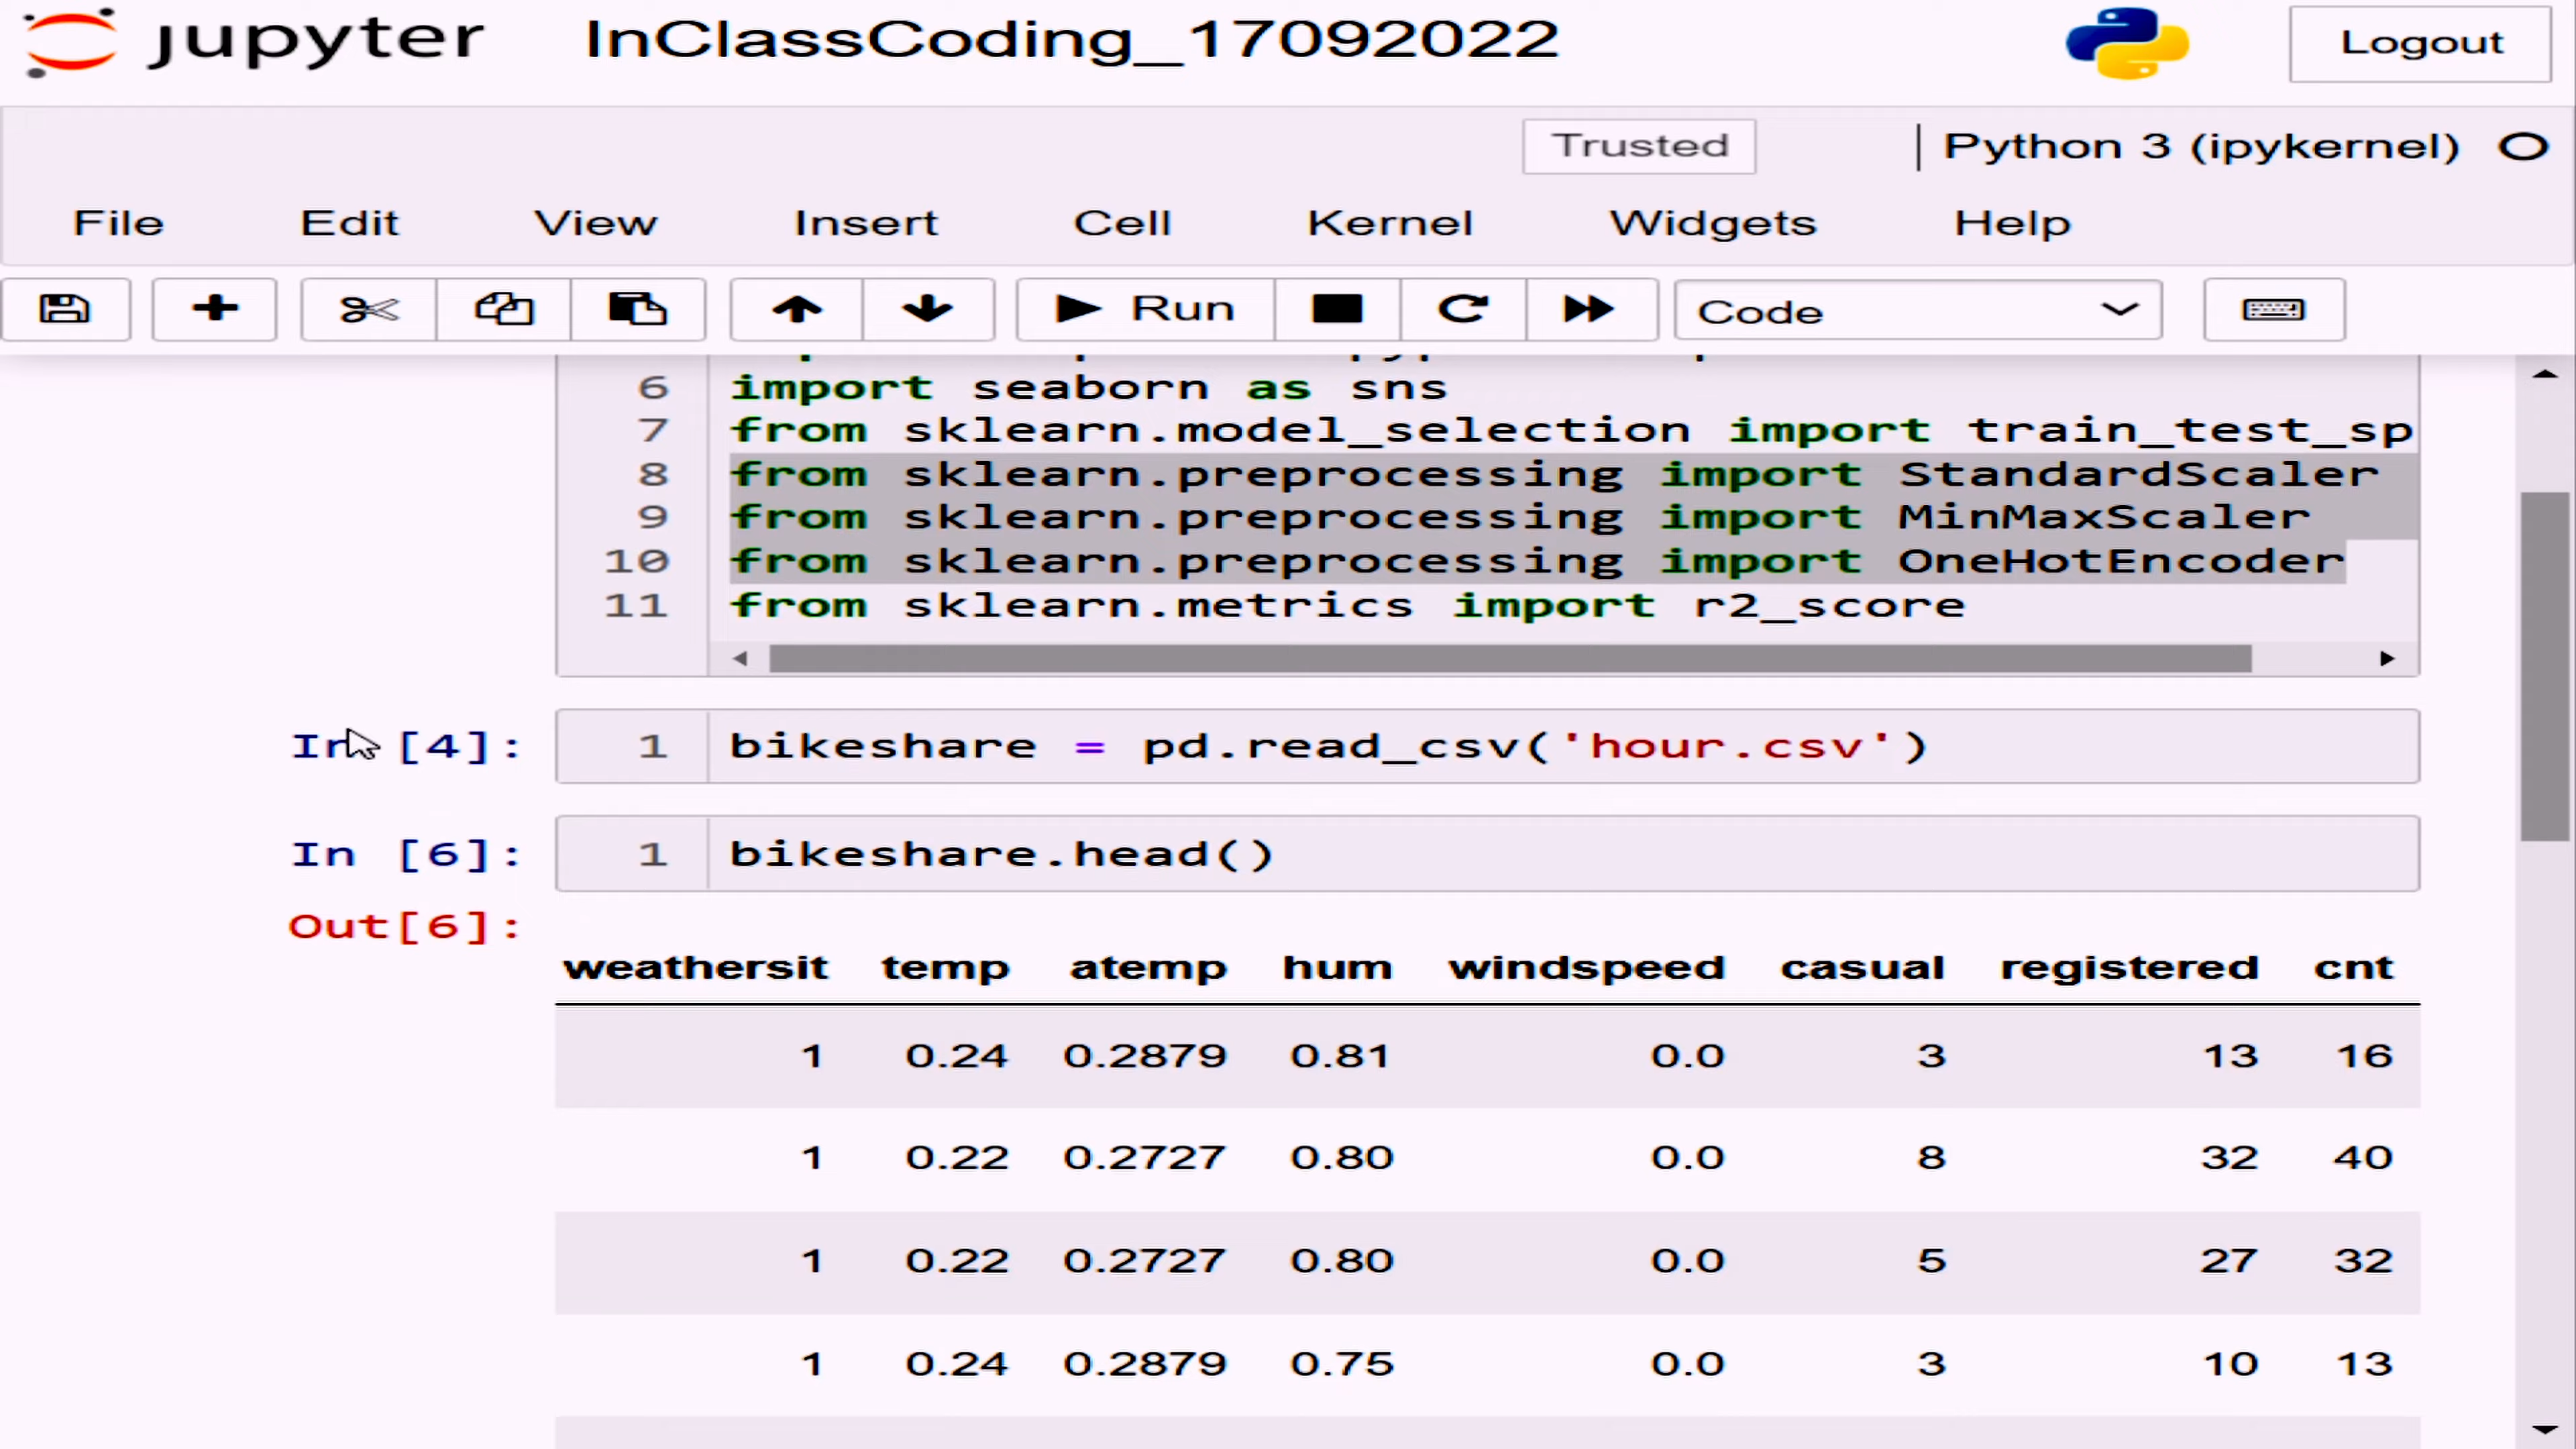 jupyter InClassCoding_17092022 Logout
Trusted Python 3 (ipykernel)
File Edit View Insert Cell Kernel Widgets Help
Run Code
6 import seaborn as sns
7 from sklearn.model_selection import train_test_sp
8 from sklearn.preprocessing import StandardScaler
9 from sklearn.preprocessing import MinMaxScaler
10 from sklearn.preprocessing import OneHotEncoder
11 from sklearn.metrics import r2_score
In [4]: 1 bikeshare = pd.read_csv('hour.csv')
In [6]: 1 bikeshare.head()
Out[6]:
weathersit temp atemp hum windspeed casual registered cnt
1 0.24 0.2879 0.81 0.0 3 13 16
1 0.22 0.2727 0.80 0.0 8 32 40
1 0.22 0.2727 0.80 0.0 5 27 32
1 0.24 0.2879 0.75 0.0 3 10 13